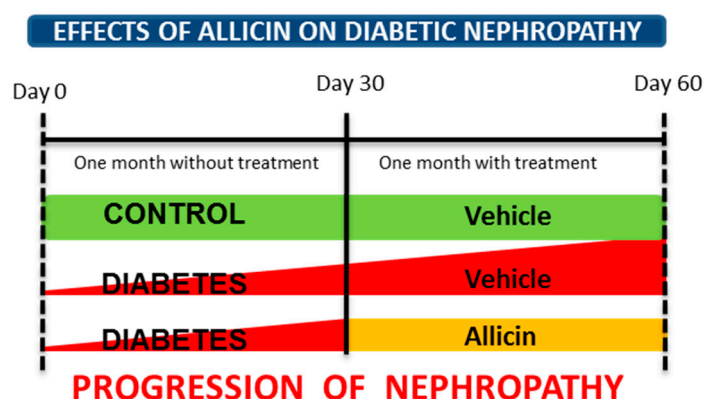 EFFECTS OF ALLICIN ON DIABETIC NEPHROPATHY
Day 0 Day 30 Day 60
One month without treatment One month with treatment
CONTROL Vehicle
DIABETES Vehicle
DIABETES Allicin
PROGRESSION OF NEPHROPATHY